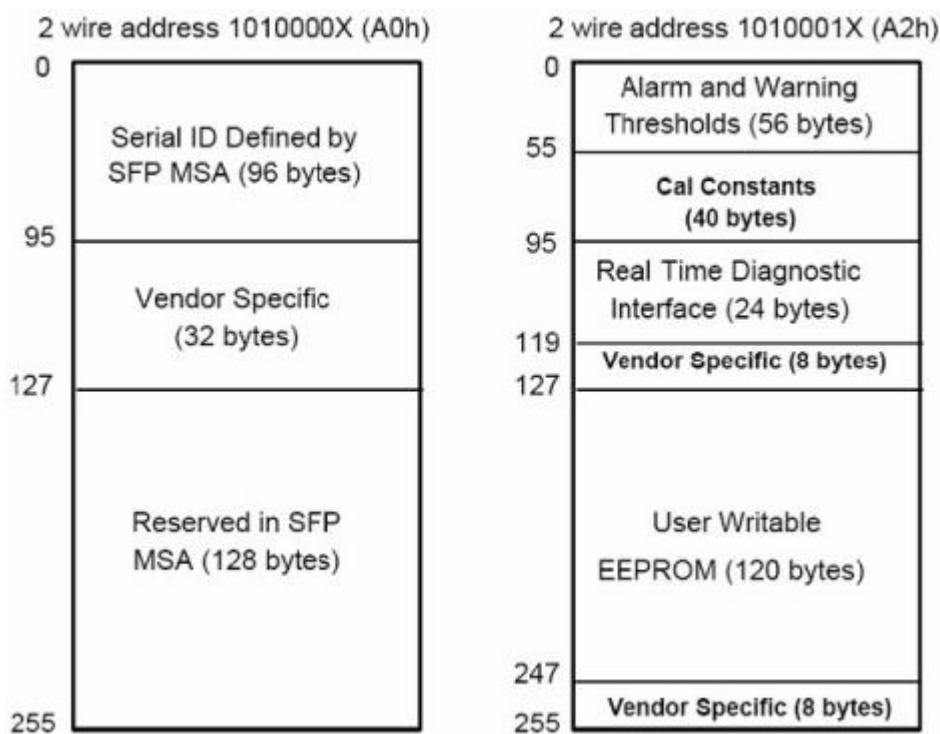 2 wire address 1010000X (A0h)
0
Serial ID Defined by
SFP MSA (96 bytes)
95
Vendor Specific
(32 bytes)
127
Reserved in SFP
MSA (128 bytes)
255
2 wire address 1010001X (A2h)
0
Alarm and Warning
Thresholds (56 bytes)
55
Cal Constants
(40 bytes)
95
Real Time Diagnostic
Interface (24 bytes)
119
Vendor Specific (8 bytes)
127
User Writable
EEPROM (120 bytes)
247
Vendor Specific (8 bytes)
255